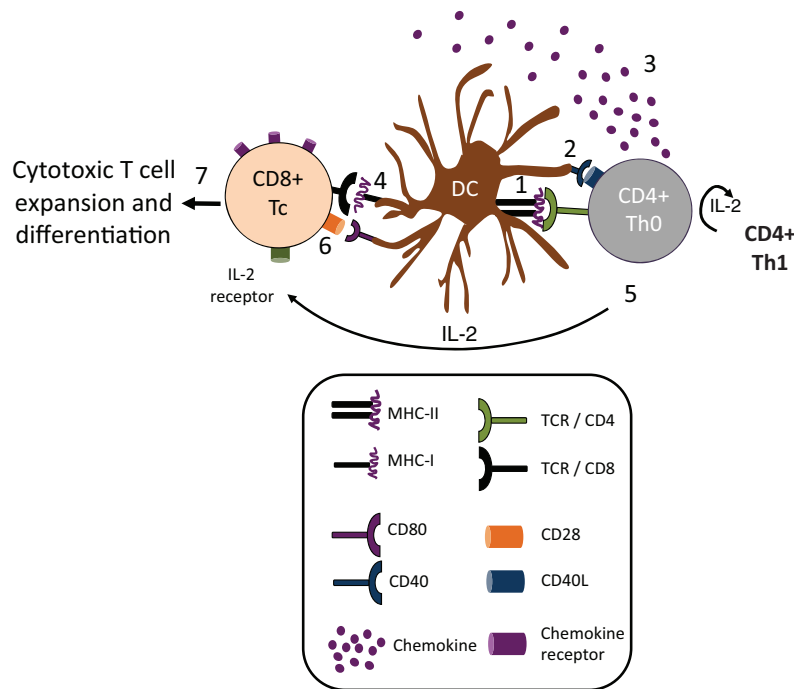 3
2
7
4
1
Cytotoxic T cell
expansion and
differentiation
CD8+
Tc
DC
CD4+
Th0
IL-2
CD4+
Th1
6
IL-2
receptor
5
IL-2
MHC-II
TCR / CD4
MHC-I
TCR / CD8
CD80
CD28
CD40
CD40L
Chemokine
Chemokine
receptor